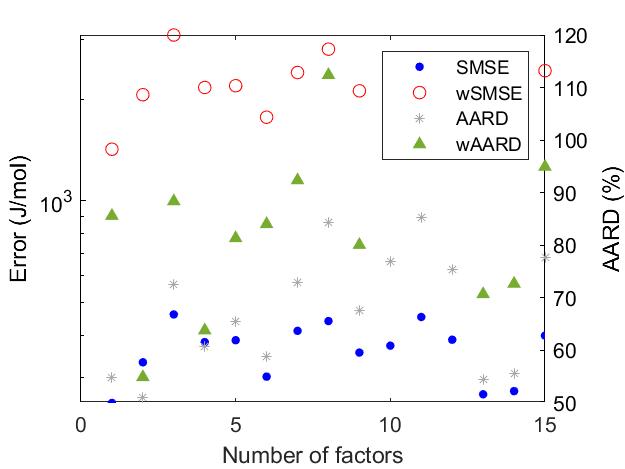 Error (J/mol)
10³
SMSE
wSMSE
AARD
wAARD
120
110
100
90
80
70
60
50
AARD (%)
0 5 10 15
Number of factors